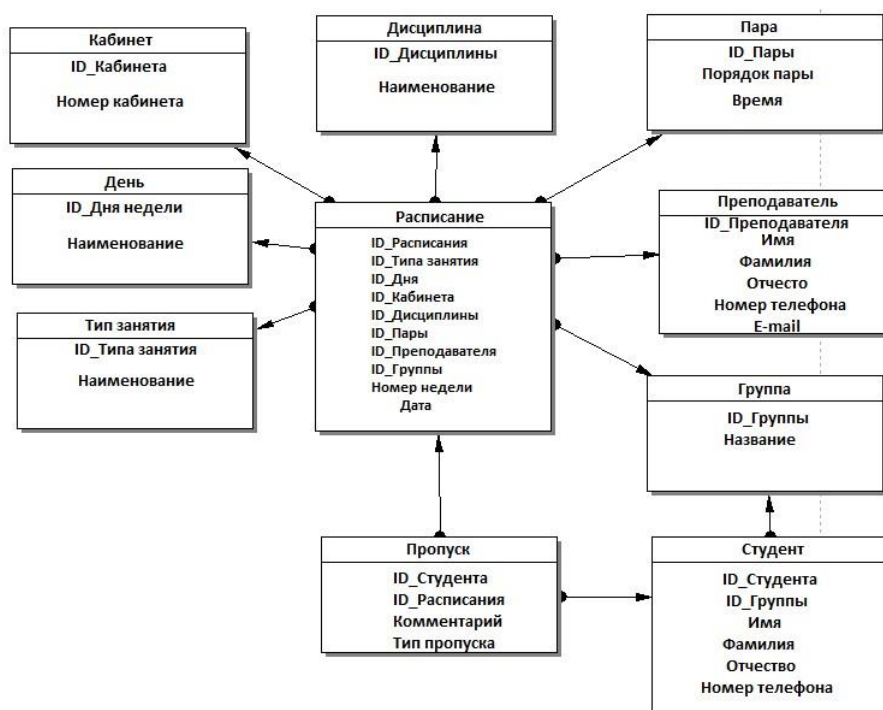 Кабинет
ID_Кабинета
Номер кабинета
Дисциплина
ID_Дисциплины
Наименование
Пара
ID_Пары
Порядок пары
Время
День
ID_Дня недели
Наименование
Расписание
ID_Расписания
ID_Типа занятия
ID_Дня
ID_Кабинета
ID_Дисциплины
ID_Пары
ID_Преподавателя
ID_Группы
Номер недели
Дата
Преподаватель
ID_Преподавателя
Имя
Фамилия
Отчесто
Номер телефона
E-mail
Тип занятия
ID_Типа занятия
Наименование
Группа
ID_Группы
Название
Пропуск
ID_Студента
ID_Расписания
Комментарий
Тип пропуска
Студент
ID_Студента
ID_Группы
Имя
Фамилия
Отчество
Номер телефона